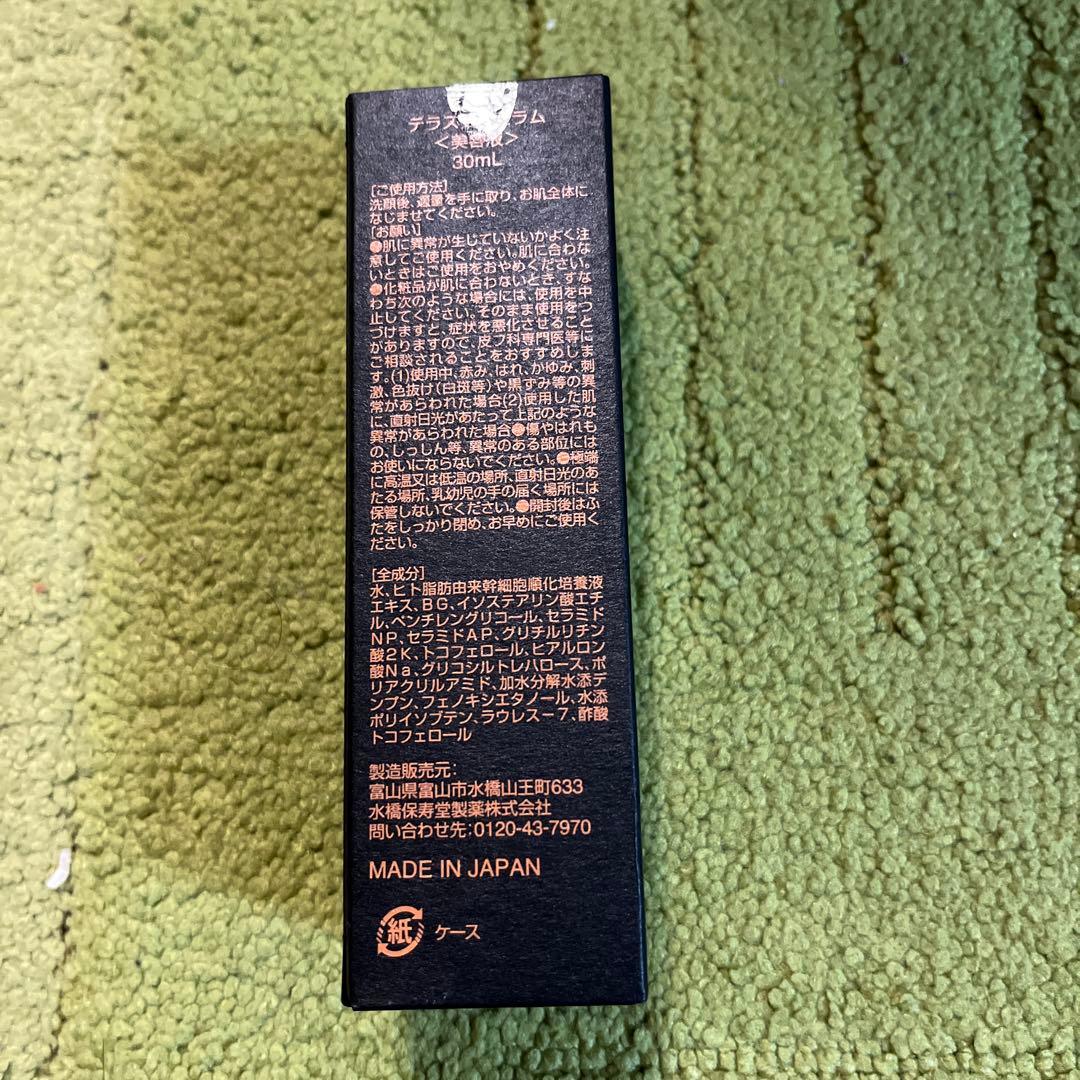 テラス ラム
<美容液>
30mL
[ご使用方法]
洗顔後、適量を手に取り、お肌全体に
なじませてください。
[お願い]
●肌に異常が生じていないかよく注
意してご使用ください。肌に合わな
いときはご使用をおやめください。
●化粧品が肌に合わないとき、すな
わち次のような場合には、使用を中
止してください。そのまま使用をつ
づけますと、症状を悪化させること
がありますので、皮フ科専門医等に
ご相談されることをおすすめしま
す。(1)使用中、赤み、はれ、かゆみ、刺
激、色抜け(白斑等)や黒ずみ等の異
常があらわれた場合(2)使用した肌
に、直射日光があたって上記のような
異常があらわれた場合●傷やはれも
の、しっしん等、異常のある部位には
お使いにならないでください。●極端
に高温又は低温の場所、直射日光のあ
たる場所、乳幼児の手の届く場所には
保管しないでください。●開封後はふ
たをしっかり閉め、お早めにご使用く
ださい。
[全成分]
水、ヒト脂肪由来幹細胞順化培養液
エキス、BG、イソステアリン酸エチ
ル、ペンチレングリコール、セラミド
NP、セラミドAP、グリチルリチン
酸2K、トコフェロール、ヒアルロン
酸Na、グリコシルトレハロース、ポ
リアクリルアミド、加水分解水添デ
ンプン、フェノキシエタノール、水添
ポリイソブテン、ラウレス-7、酢酸
トコフェロール
製造販売元:
富山県富山市水橋山王町633
水橋保寿堂製薬株式会社
問い合わせ先:0120-43-7970
MADE IN JAPAN
紙 ケース